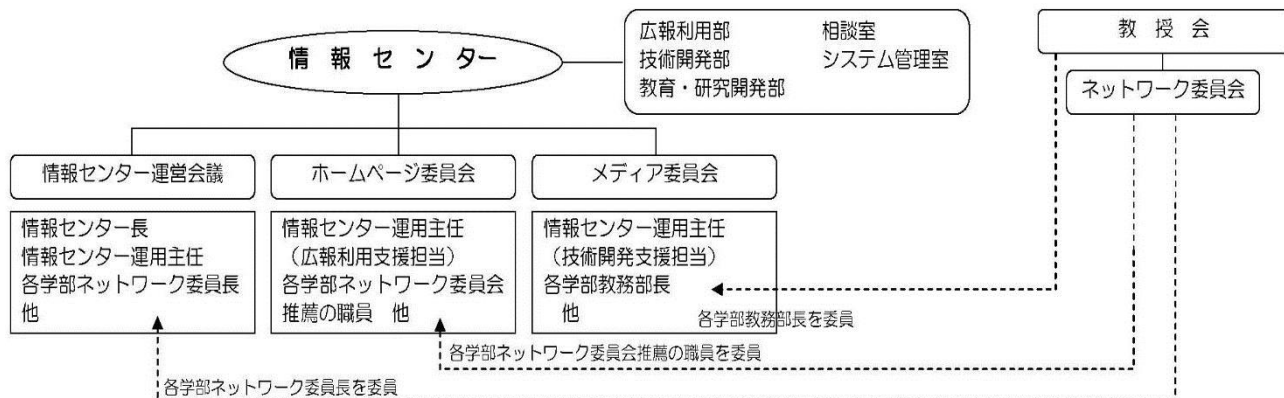 情報センター
広報利用部 相談室
技術開発部 システム管理室
教育・研究開発部
教授会
ネットワーク委員会
情報センター運営会議
ホームページ委員会
メディア委員会
情報センター長
情報センター運用主任
各学部ネットワーク委員長
他
情報センター運用主任
（広報利用支援担当）
各学部ネットワーク委員会
推薦の職員 他
情報センター運用主任
（技術開発支援担当）
各学部教務部長
他
各学部教務部長を委員
各学部ネットワーク委員会推薦の職員を委員
各学部ネットワーク委員長を委員